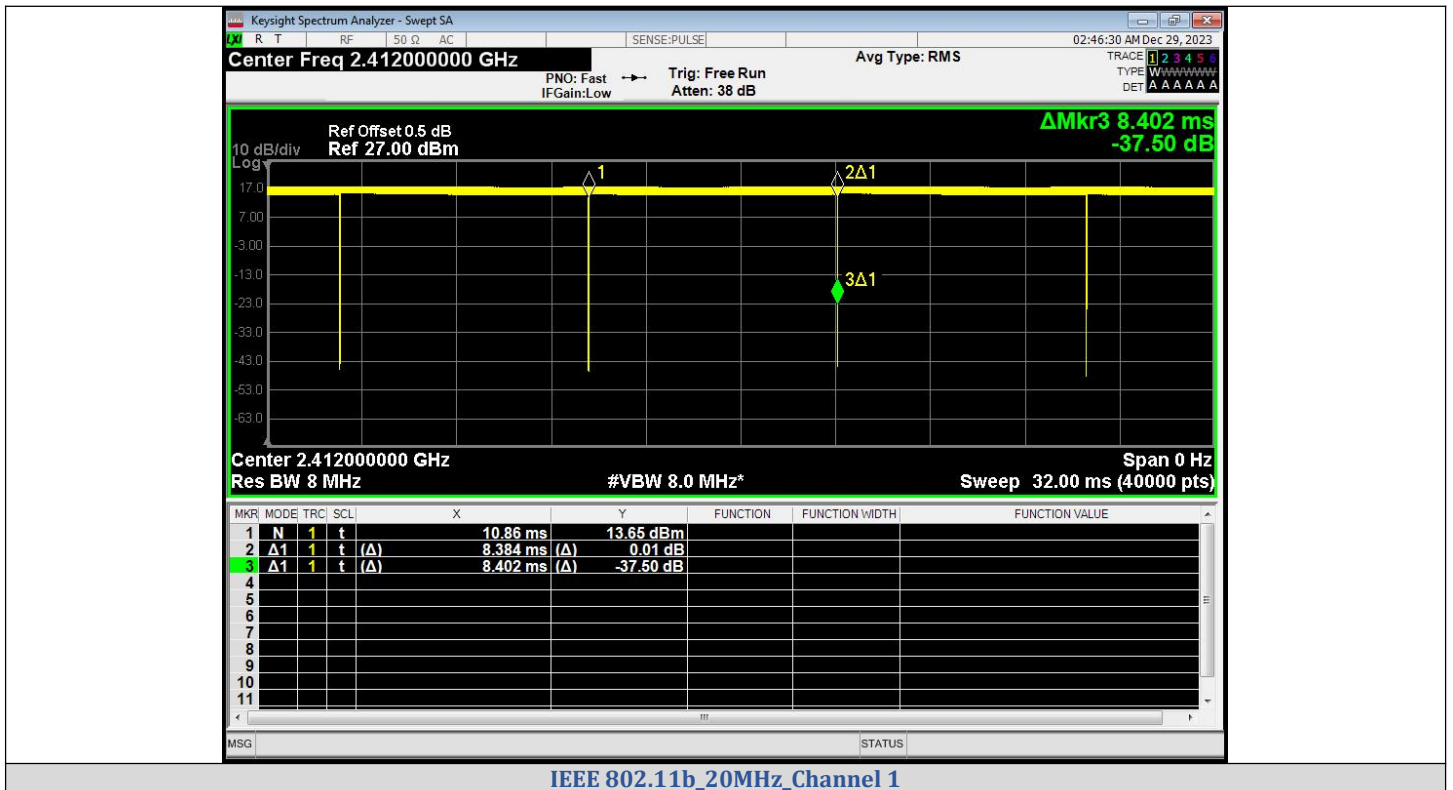 Keysight Spectrum Analyzer - Swept SA
LXI R T RF 50 Ω AC SENSE:PULSE 02:46:30 AM Dec 29, 2023
Center Freq 2.412000000 GHz Avg Type: RMS TRACE 1 2 3 4 5 6
PNO: Fast Trig: Free Run TYPE WWWWWW
IFGain:Low Atten: 38 dB DET A A A A A A
ΔMkr3 8.402 ms
-37.50 dB
Ref Offset 0.5 dB
10 dB/div Ref 27.00 dBm
Log
1 2Δ1
17.0
7.00
-3.00
-13.0
3Δ1
-23.0
-33.0
-43.0
-53.0
-63.0
Center 2.412000000 GHz Span 0 Hz
Res BW 8 MHz #VBW 8.0 MHz* Sweep 32.00 ms (40000 pts)
MKR MODE TRC SCL X Y FUNCTION FUNCTION WIDTH FUNCTION VALUE
1 N 1 t 10.86 ms 13.65 dBm
2 Δ1 1 t (Δ) 8.384 ms (Δ) 0.01 dB
3 Δ1 1 t (Δ) 8.402 ms (Δ) -37.50 dB
4
5
6
7
8
9
10
11
MSG STATUS
IEEE 802.11b_20MHz_Channel 1